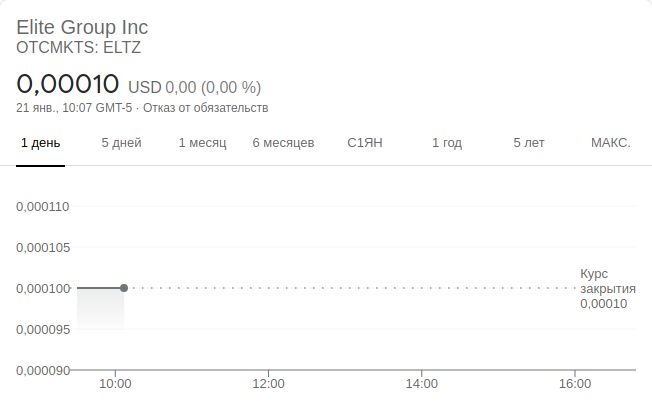 Elite Group Inc
OTCMKTS: ELTZ
0,00010 USD 0,00 (0,00 %)
21 янв., 10:07 GMT-5 · Отказ от обязательств
1 день 5 дней 1 месяц 6 месяцев С1ЯН 1 год 5 лет МАКС.
0,000110
0,000105
0,000100
Курс
закрытия
0,00010
0,000095
0,000090
10:00 12:00 14:00 16:00